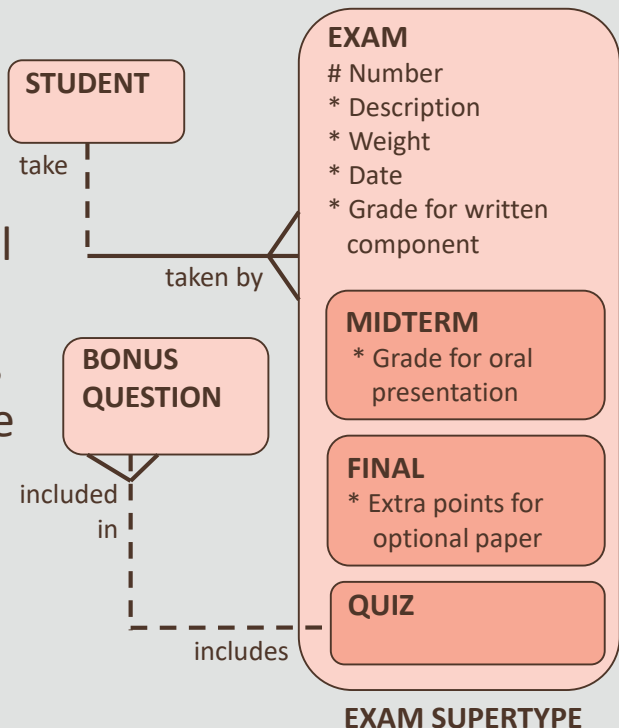 STUDENT
take
taken by
l
e
BONUS
QUESTION
included
in
includes
EXAM
# Number
* Description
* Weight
* Date
* Grade for written
component
MIDTERM
* Grade for oral
presentation
FINAL
* Extra points for
optional paper
QUIZ
EXAM SUPERTYPE